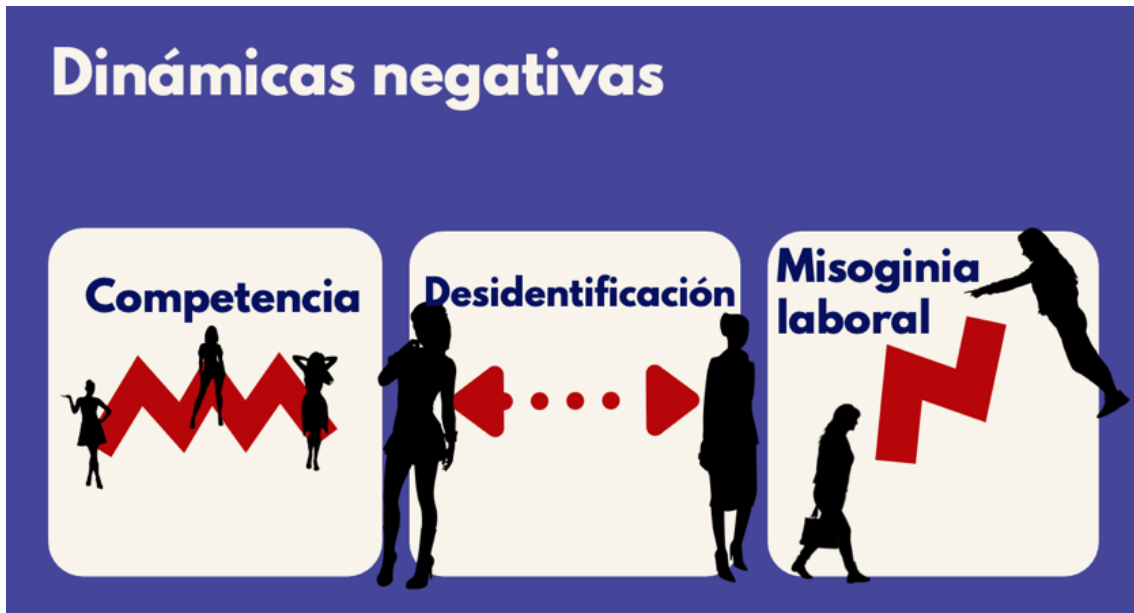 Dinámicas negativas
Competencia
Desidentificación
Misoginia
laboral